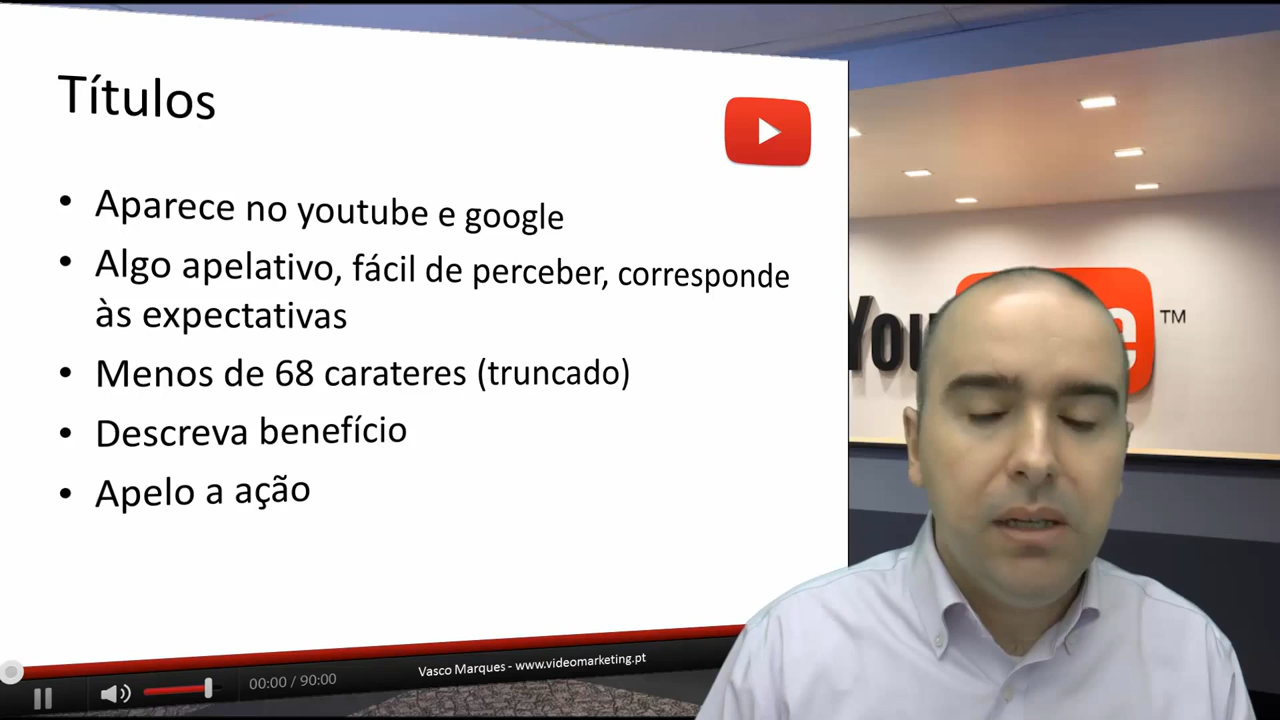 Títulos
• Aparece no youtube e google
• Algo apelativo, fácil de perceber, corresponde
às expectativas
• Menos de 68 carateres (truncado)
• Descreva benefício
• Apelo a ação
You e TM
Vasco Marques - www.videomarketing.pt
00:00 / 90:00